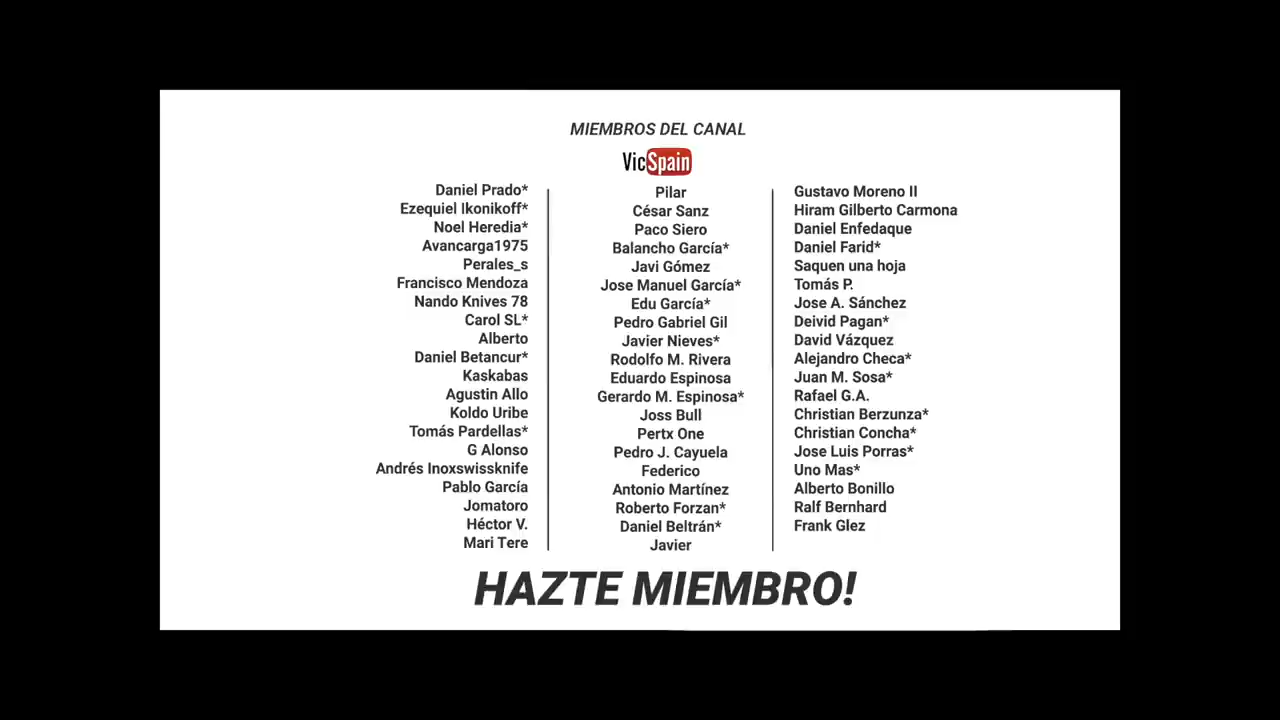 MIEMBROS DEL CANAL
VicSpain
Daniel Prado*
Ezequiel Ikonikoff*
Noel Heredia*
Avancarga1975
Perales_s
Francisco Mendoza
Nando Knives 78
Carol SL*
Alberto
Daniel Betancur*
Kaskabas
Agustin Allo
Koldo Uribe
Tomás Pardellas*
G Alonso
Andrés Inoxswissknife
Pablo García
Jomatoro
Héctor V.
Mari Tere
Pilar
César Sanz
Paco Siero
Balancho García*
Javi Gómez
Jose Manuel García*
Edu García*
Pedro Gabriel Gil
Javier Nieves*
Rodolfo M. Rivera
Eduardo Espinosa
Gerardo M. Espinosa*
Joss Bull
Pertx One
Pedro J. Cayuela
Federico
Antonio Martínez
Roberto Forzan*
Daniel Beltrán*
Javier
Gustavo Moreno II
Hiram Gilberto Carmona
Daniel Enfedaque
Daniel Farid*
Saquen una hoja
Tomás P.
Jose A. Sánchez
Deivid Pagan*
David Vázquez
Alejandro Checa*
Juan M. Sosa*
Rafael G.A.
Christian Berzunza*
Christian Concha*
Jose Luis Porras*
Uno Mas*
Alberto Bonillo
Ralf Bernhard
Frank Glez
HAZTE MIEMBRO!